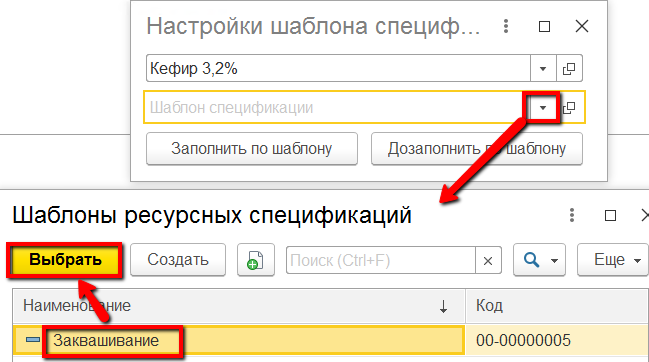 Настройки шаблона специф...
Кефир 3,2%
Шаблон спецификации
Заполнить по шаблону Дозаполнить по шаблону
Шаблоны ресурсных спецификаций
Выбрать Создать Поиск (Ctrl+F) Еще
Наименование Код
Заквашивание 00-00000005